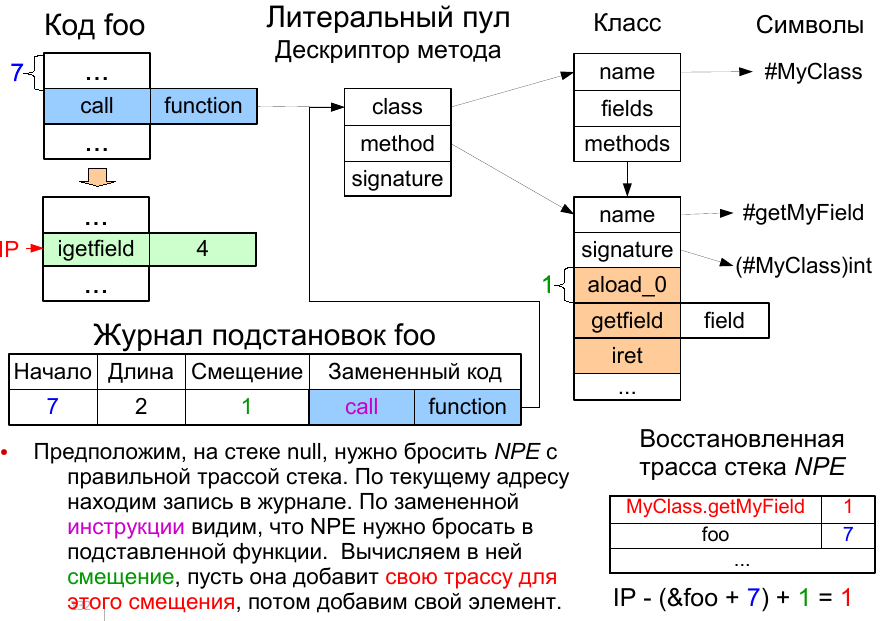 Код foo
Литеральный пул
Дескриптор метода
Класс
Символы
7
...
call function
...
class
method
signature
name
fields
methods
#MyClass
...
IP
igetfield 4
...
name
signature
1
aload_0
getfield field
iret
...
#getMyField
(#MyClass)int
Журнал подстановок foo
Начало Длина Смещение Замененный код
7 2 1 call function
• Предположим, на стеке null, нужно бросить NPE с
правильной трассой стека. По текущему адресу
находим запись в журнале. По замененной
инструкции видим, что NPE нужно бросать в
подставленной функции. Вычисляем в ней
смещение, пусть она добавит свою трассу для
этого смещения, потом добавим свой элемент.
Восстановленная
трасса стека NPE
MyClass.getMyField 1
foo 7
...
IP - (&foo + 7) + 1 = 1